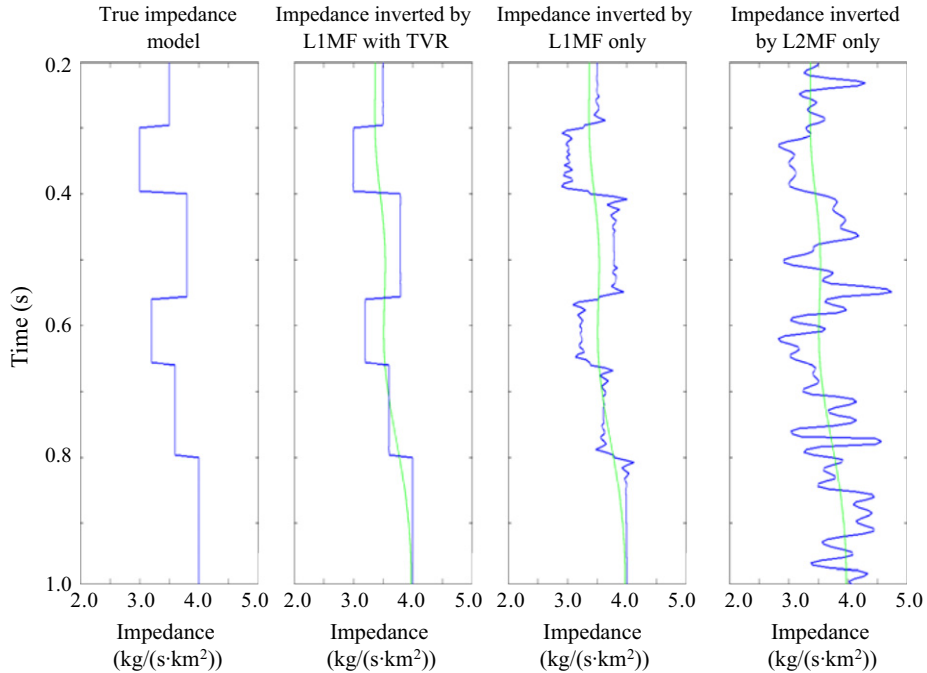 True impedance
model
Impedance inverted by
L1MF with TVR
Impedance inverted by
L1MF only
Impedance inverted
by L2MF only
Time (s)
0.2
0.4
0.6
0.8
1.0
2.0 3.0 4.0 5.0
2.0 3.0 4.0 5.0
2.0 3.0 4.0 5.0
2.0 3.0 4.0 5.0
Impedance
(kg/(s·km²))
Impedance
(kg/(s·km²))
Impedance
(kg/(s·km²))
Impedance
(kg/(s·km²))